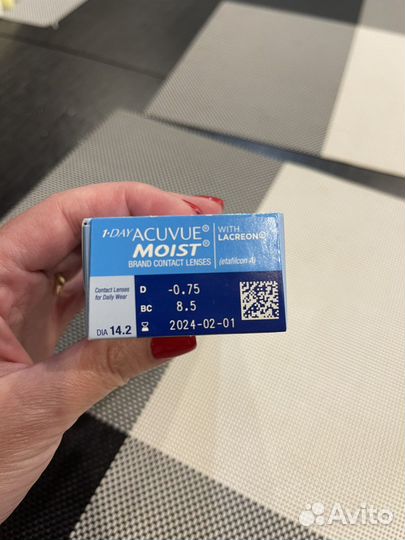 1·DAY ACUVUE®
MOIST®
BRAND CONTACT LENSES
WITH
LACREON®
(etafilcon A)
Contact Lenses
for Daily Wear
D -0.75
BC 8.5
2024-02-01
DIA 14.2
Avito